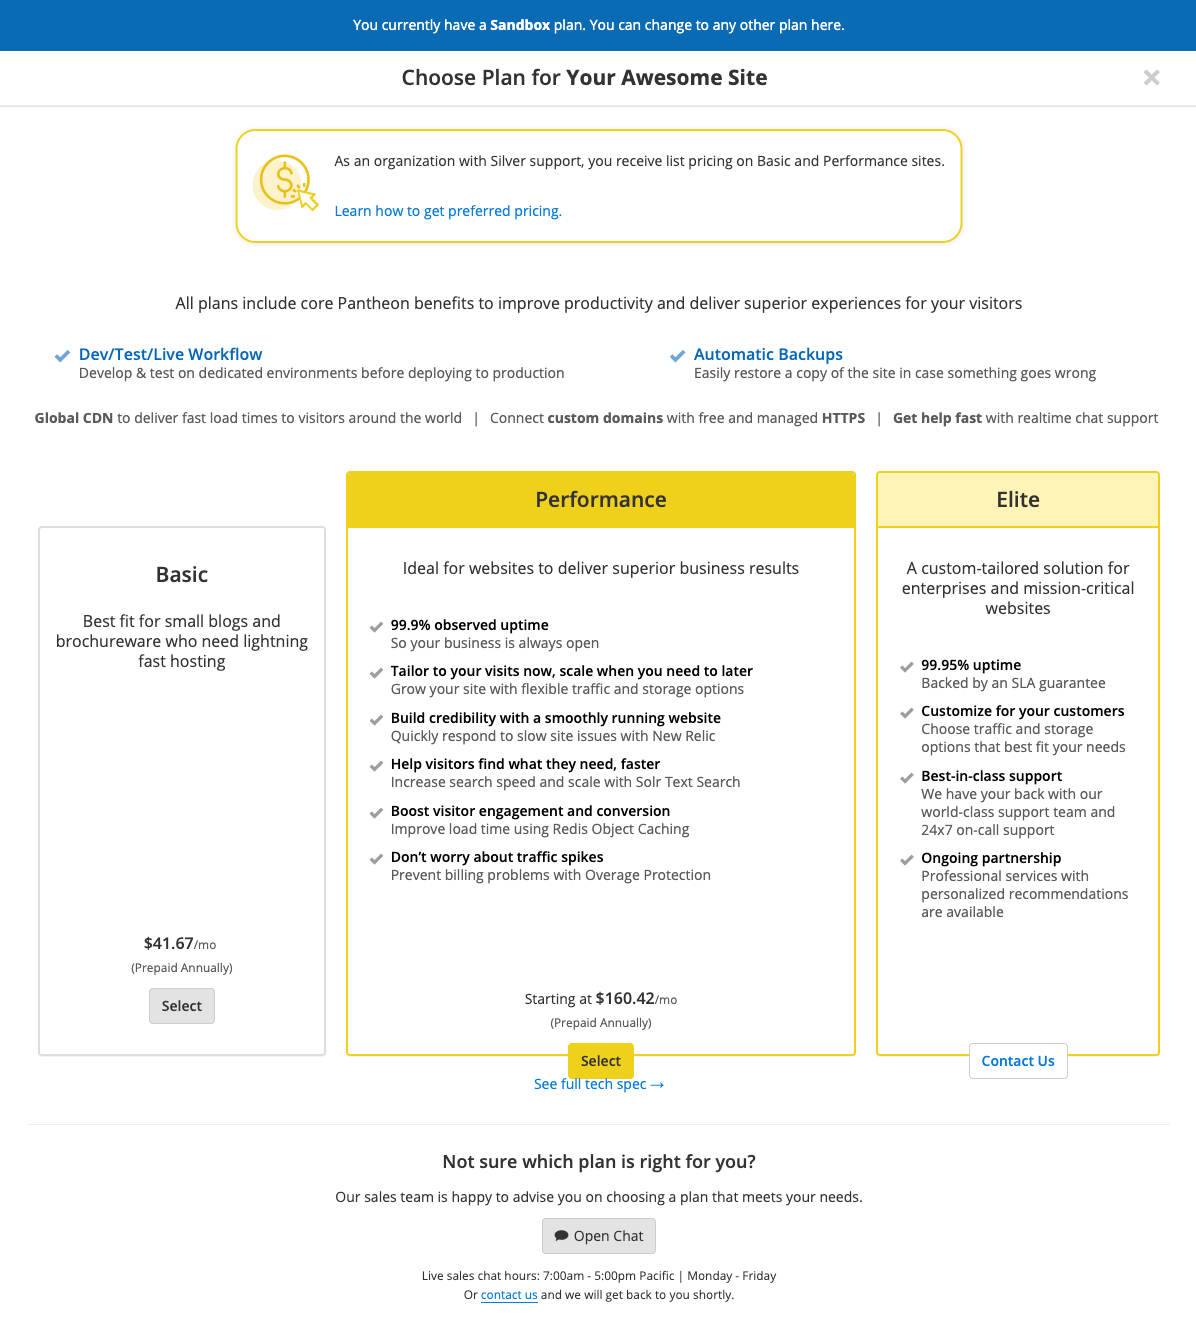 You currently have a Sandbox plan. You can change to any other plan here.
Choose Plan for Your Awesome Site
As an organization with Silver support, you receive list pricing on Basic and Performance sites.
Learn how to get preferred pricing.
All plans include core Pantheon benefits to improve productivity and deliver superior experiences for your visitors
Dev/Test/Live Workflow
Develop & test on dedicated environments before deploying to production
Automatic Backups
Easily restore a copy of the site in case something goes wrong
Global CDN to deliver fast load times to visitors around the world | Connect custom domains with free and managed HTTPS | Get help fast with realtime chat support
Basic
Best fit for small blogs and
brochureware who need lightning
fast hosting
$41.67/mo
(Prepaid Annually)
Select
Performance
Ideal for websites to deliver superior business results
99.9% observed uptime
So your business is always open
Tailor to your visits now, scale when you need to later
Grow your site with flexible traffic and storage options
Build credibility with a smoothly running website
Quickly respond to slow site issues with New Relic
Help visitors find what they need, faster
Increase search speed and scale with Solr Text Search
Boost visitor engagement and conversion
Improve load time using Redis Object Caching
Don't worry about traffic spikes
Prevent billing problems with Overage Protection
Starting at $160.42/mo
(Prepaid Annually)
Select
See full tech spec →
Elite
A custom-tailored solution for
enterprises and mission-critical
websites
99.95% uptime
Backed by an SLA guarantee
Customize for your customers
Choose traffic and storage
options that best fit your needs
Best-in-class support
We have your back with our
world-class support team and
24x7 on-call support
Ongoing partnership
Professional services with
personalized recommendations
are available
Contact Us
Not sure which plan is right for you?
Our sales team is happy to advise you on choosing a plan that meets your needs.
Open Chat
Live sales chat hours: 7:00am - 5:00pm Pacific | Monday - Friday
Or contact us and we will get back to you shortly.